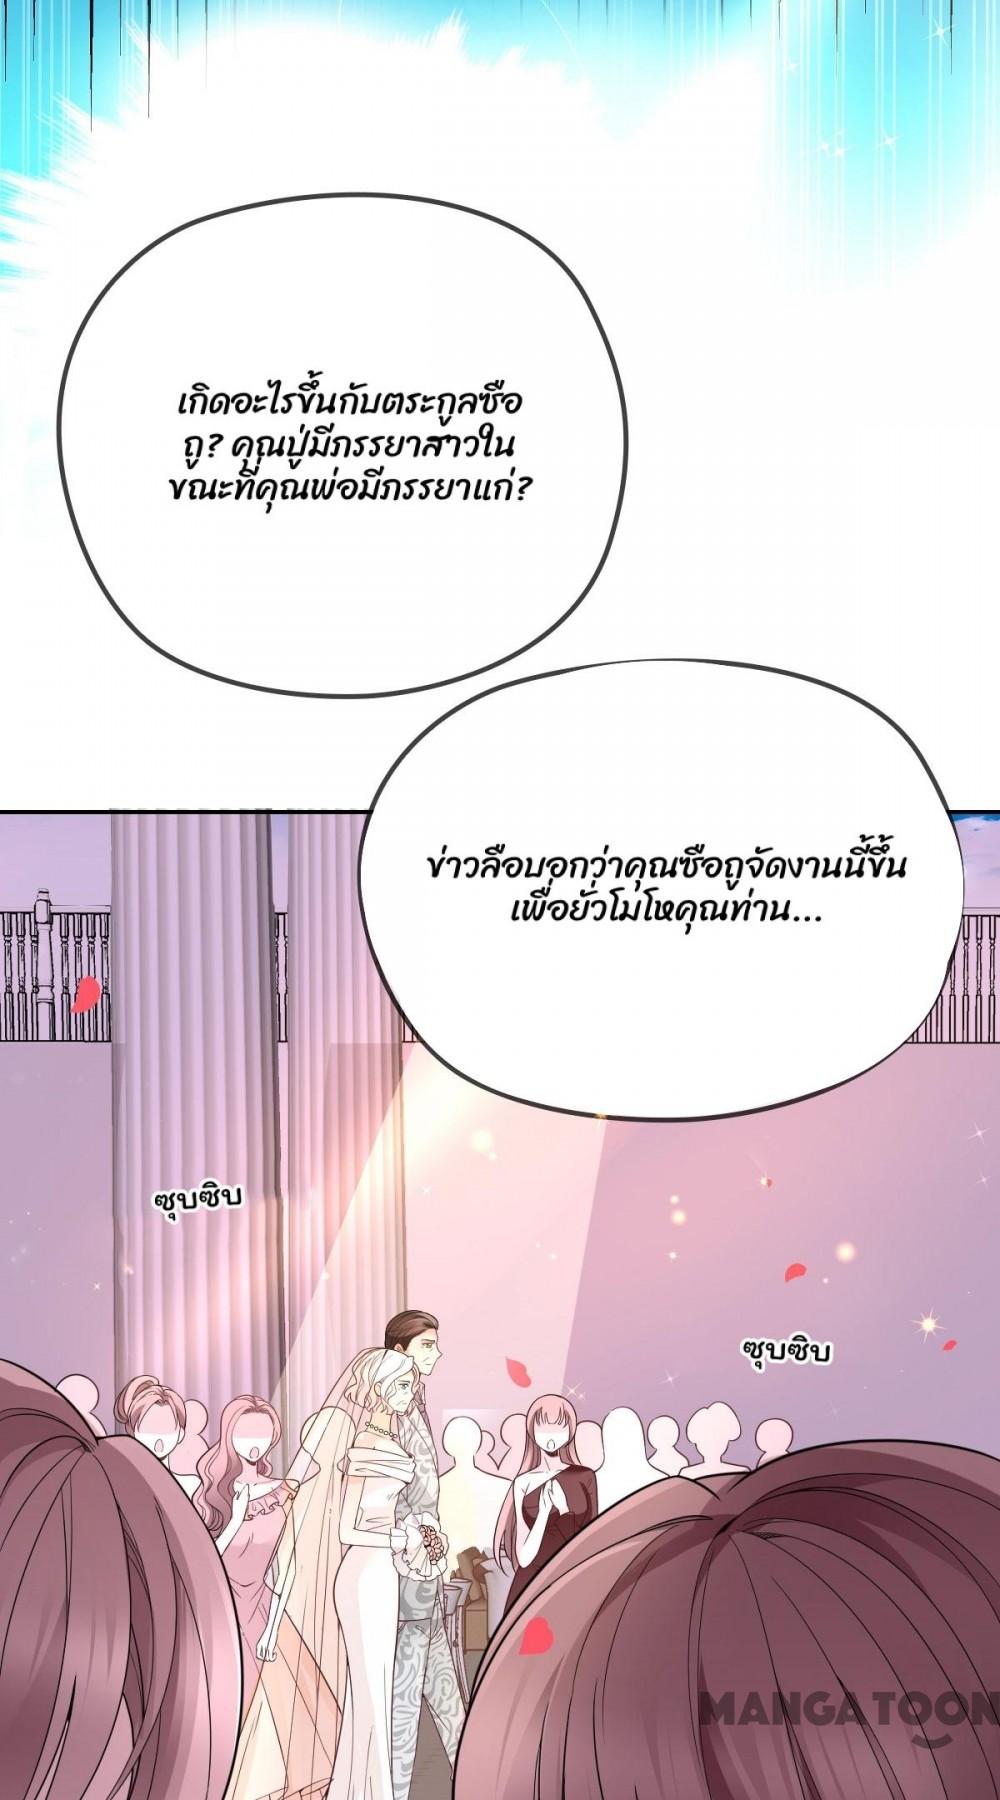 เกิดอะไรขึ้นกับตระกูลซือ
ถู? คุณปู่มีภรรยาสาวใน
ขณะที่คุณพ่อมีภรรยาแก่?
ข่าวลือบอกว่าคุณซือถูจัดงานนี้ขึ้น
เพื่อยั่วโมโหคุณท่าน...
ซุบซิบ
ซุบซิบ
MANGATOON